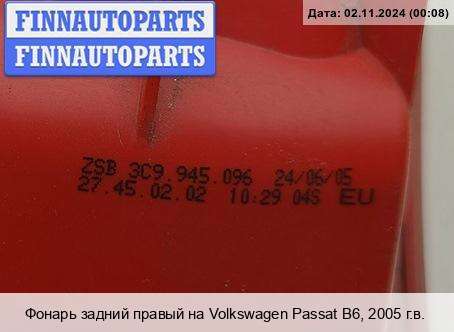 FINNAUTOPARTS
FINNAUTOPARTS
Дата: 02.11.2024 (00:08)
ZSB 3C9.945.096 24/06/05
27.45.02.02 10:29 04S EU
Фонарь задний правый на Volkswagen Passat B6, 2005 г.в.